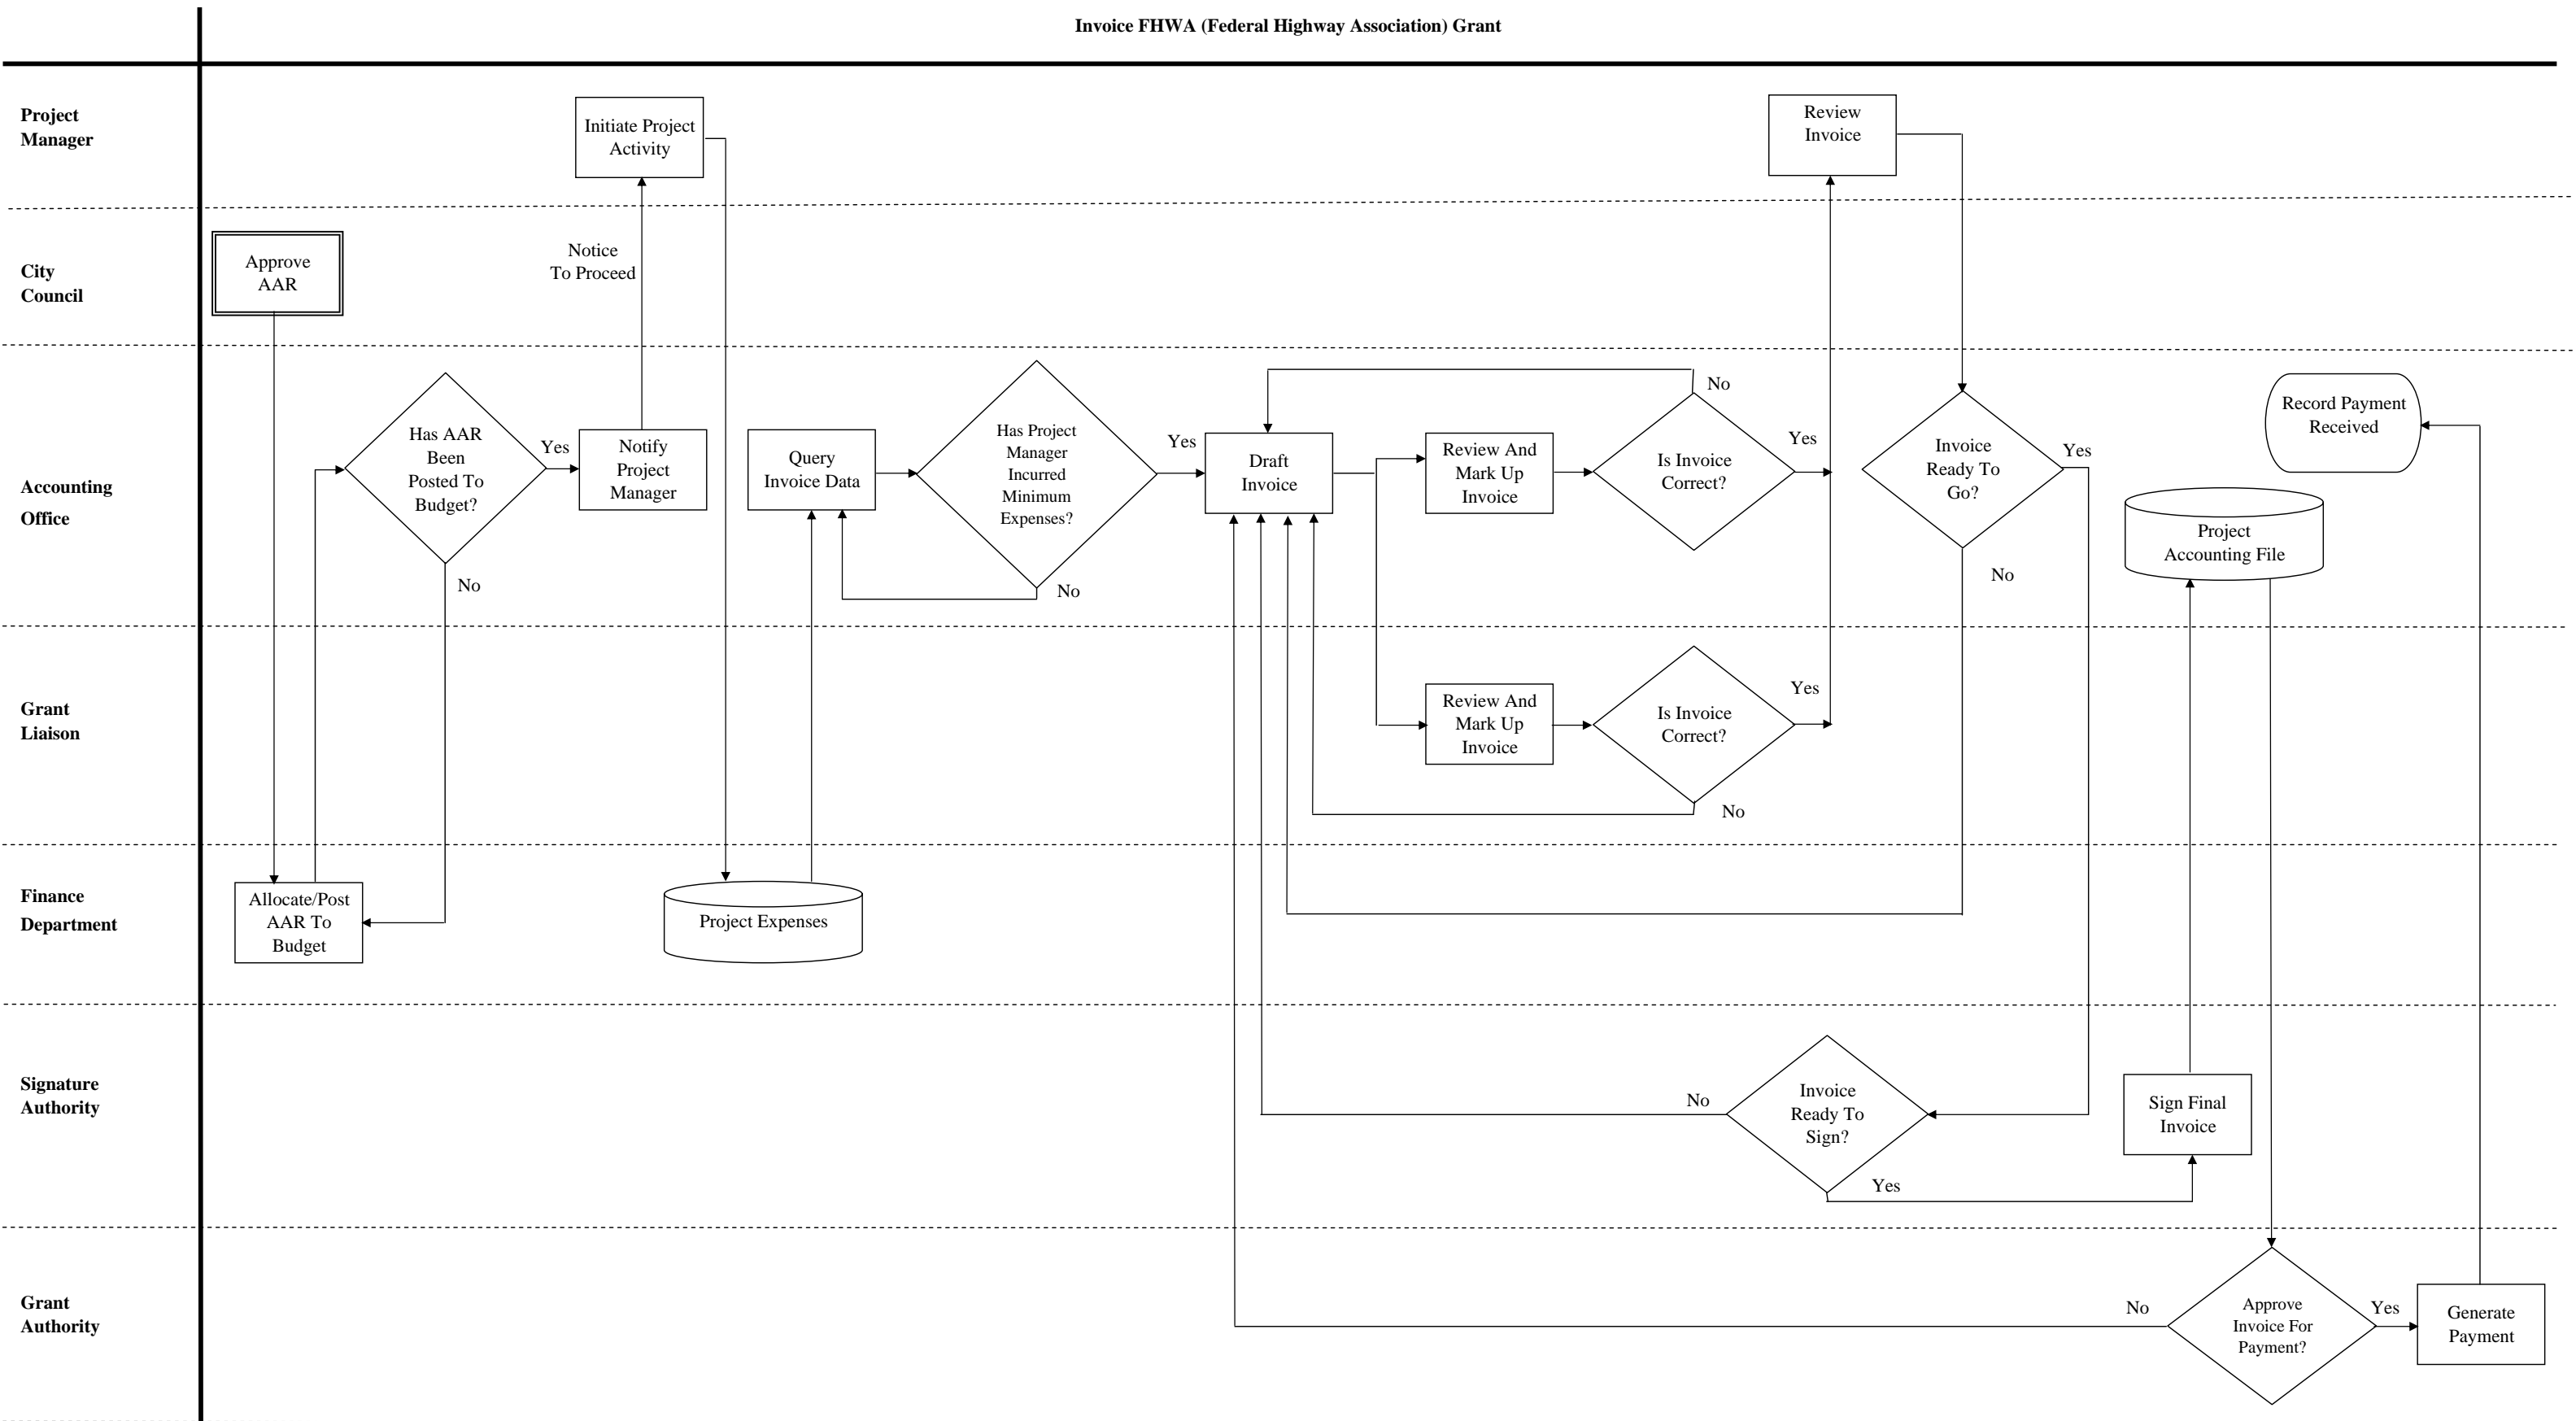 Invoice FHWA (Federal Highway Association) Grant
Project
Manager
Initiate Project
Activity
Review
Invoice
City
Council
Approve
AAR
Notice
To Proceed
Accounting
Office
Has AAR
Been
Posted To
Budget?
Yes
No
Notify
Project
Manager
Query
Invoice Data
Has Project
Manager
Incurred
Minimum
Expenses?
Yes
No
Draft
Invoice
Review And
Mark Up
Invoice
Is Invoice
Correct?
No
Yes
Invoice
Ready To
Go?
Yes
No
Record Payment
Received
Project
Accounting File
Grant
Liaison
Review And
Mark Up
Invoice
Is Invoice
Correct?
Yes
No
Finance
Department
Allocate/Post
AAR To
Budget
Project Expenses
Signature
Authority
No
Invoice
Ready To
Sign?
Yes
Sign Final
Invoice
Grant
Authority
No
Approve
Invoice For
Payment?
Yes
Generate
Payment